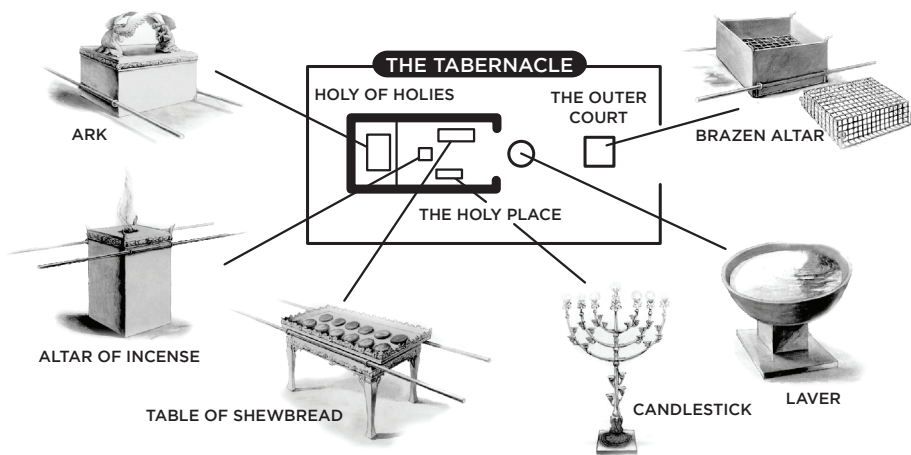 THE TABERNACLE
HOLY OF HOLIES
THE OUTER
COURT
ARK
BRAZEN ALTAR
THE HOLY PLACE
ALTAR OF INCENSE
TABLE OF SHEWBREAD
CANDLESTICK
LAVER